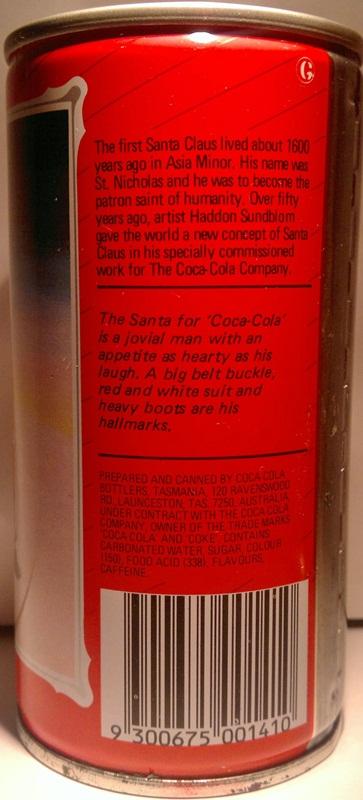 G
The first Santa Claus lived about 1600
years ago in Asia Minor. His name was
St. Nicholas and he was to become the
patron saint of humanity. Over fifty
years ago, artist Haddon Sundblom
gave the world a new concept of Santa
Claus in his specially commissioned
work for The Coca-Cola Company.
The Santa for 'Coca-Cola'
is a jovial man with an
appetite as hearty as his
laugh. A big belt buckle,
red and white suit and
heavy boots are his
hallmarks.
PREPARED AND CANNED BY COCA-COLA
BOTTLERS, TASMANIA, 120 RAVENSWOOD
RD, LAUNCESTON, TAS. 7250. AUSTRALIA,
UNDER CONTRACT WITH THE COCA-COLA
COMPANY, OWNER OF THE TRADE MARKS
'COCA-COLA' AND 'COKE'. CONTAINS
CARBONATED WATER, SUGAR, COLOUR
(150), FOOD ACID (338), FLAVOURS,
CAFFEINE.
9 300675 001410